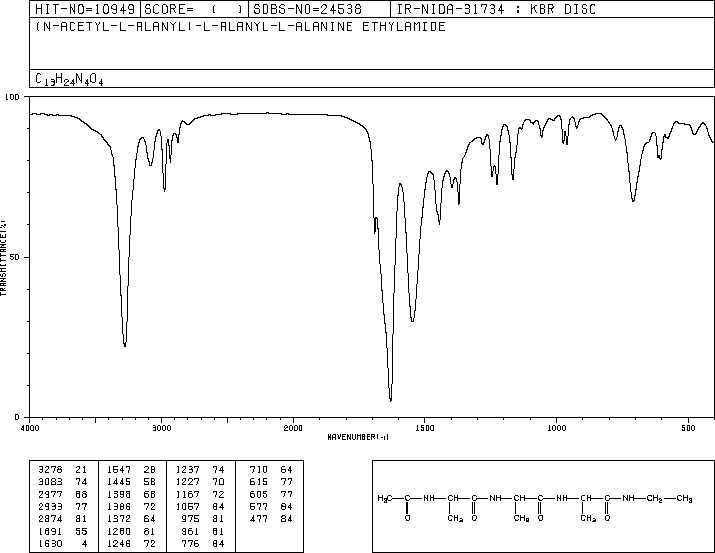 HIT-NO=10949 SCORE= ( ) SDBS-NO=24538 IR-NIDA-31734 : KBR DISC
(N-ACETYL-L-ALANYL)-L-ALANYL-L-ALANINE ETHYLAMIDE
C13H24N4O4
100
50
0
TRANSMITTANCE(%)
4000 3000 2000 1500 1000 500
WAVENUMBER(-1)
3278 21 1547 28 1237 74 710 64
3083 74 1445 58 1227 70 615 77
2977 68 1398 68 1167 72 605 77
2933 77 1386 72 1057 84 577 84
2874 81 1372 64 975 81 477 84
1691 55 1280 81 961 81
1630 4 1246 72 776 84
H3C C NH CH C NH CH C NH CH C NH CH2 CH3
O CH3 O CH3 O CH3 O